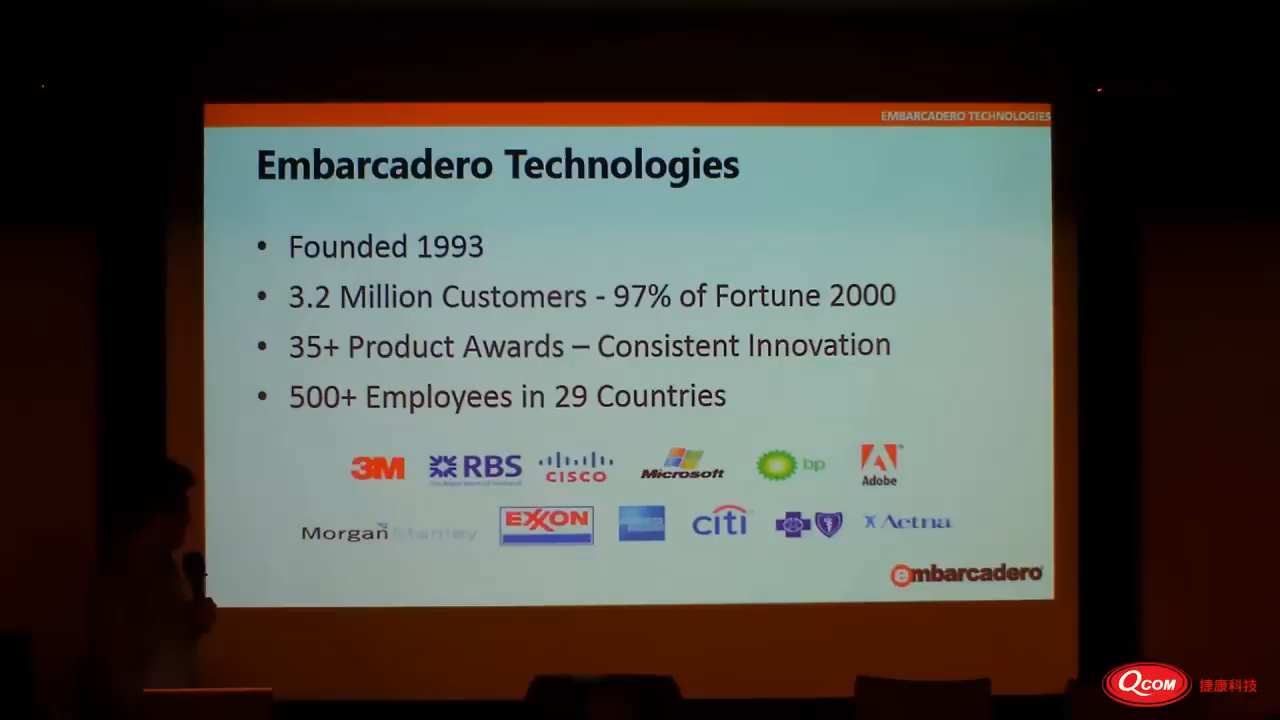 EMBARCADERO TECHNOLOGIES
Embarcadero Technologies
• Founded 1993
• 3.2 Million Customers - 97% of Fortune 2000
• 35+ Product Awards – Consistent Innovation
• 500+ Employees in 29 Countries
3M RBS CISCO Microsoft bp Adobe
Morgan Stanley EXXON citi Aetna
embarcadero
QCOM 捷康科技